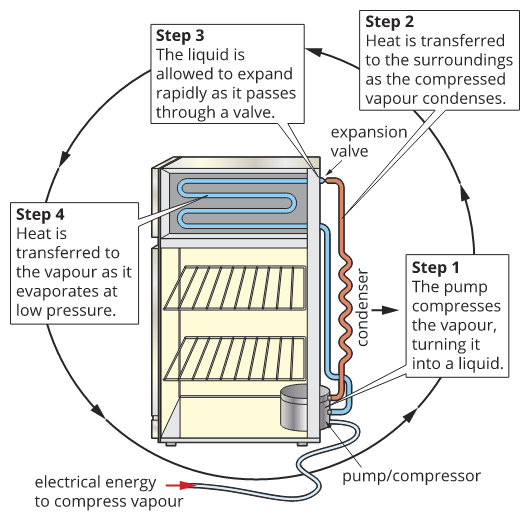 Step 3
The liquid is
allowed to expand
rapidly as it passes
through a valve.
Step 2
Heat is transferred
to the surroundings
as the compressed
vapour condenses.
expansion
valve
Step 4
Heat is
transferred to
the vapour as it
evaporates at
low pressure.
condenser
Step 1
The pump
compresses
the vapour,
turning it
into a liquid.
pump/compressor
electrical energy
to compress vapour